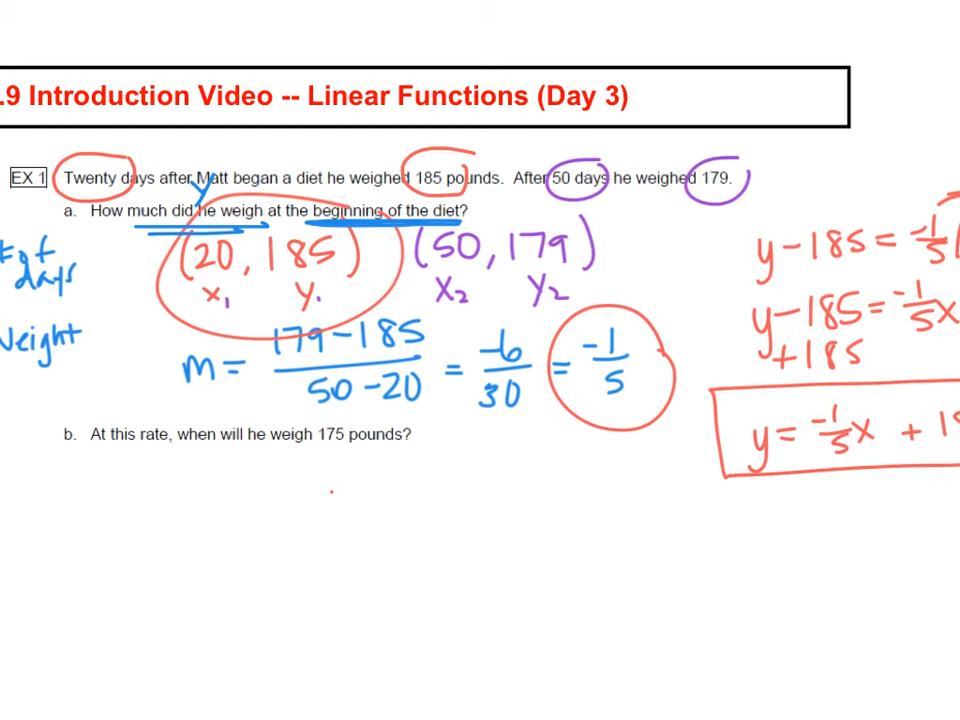 .9 Introduction Video -- Linear Functions (Day 3)
EX 1 Twenty days after Matt began a diet he weighed 185 pounds. After 50 days he weighed 179.
y
a. How much did he weigh at the beginning of the diet?
# of days
(20, 185) (50, 179)
x₁ y₁ x₂ y₂
weight
m = 179-185 / 50-20 = -6/30 = -1/5
y-185 = -1/5(
y-185 = -1/5x
+185
y = -1/5x + 18
b. At this rate, when will he weigh 175 pounds?